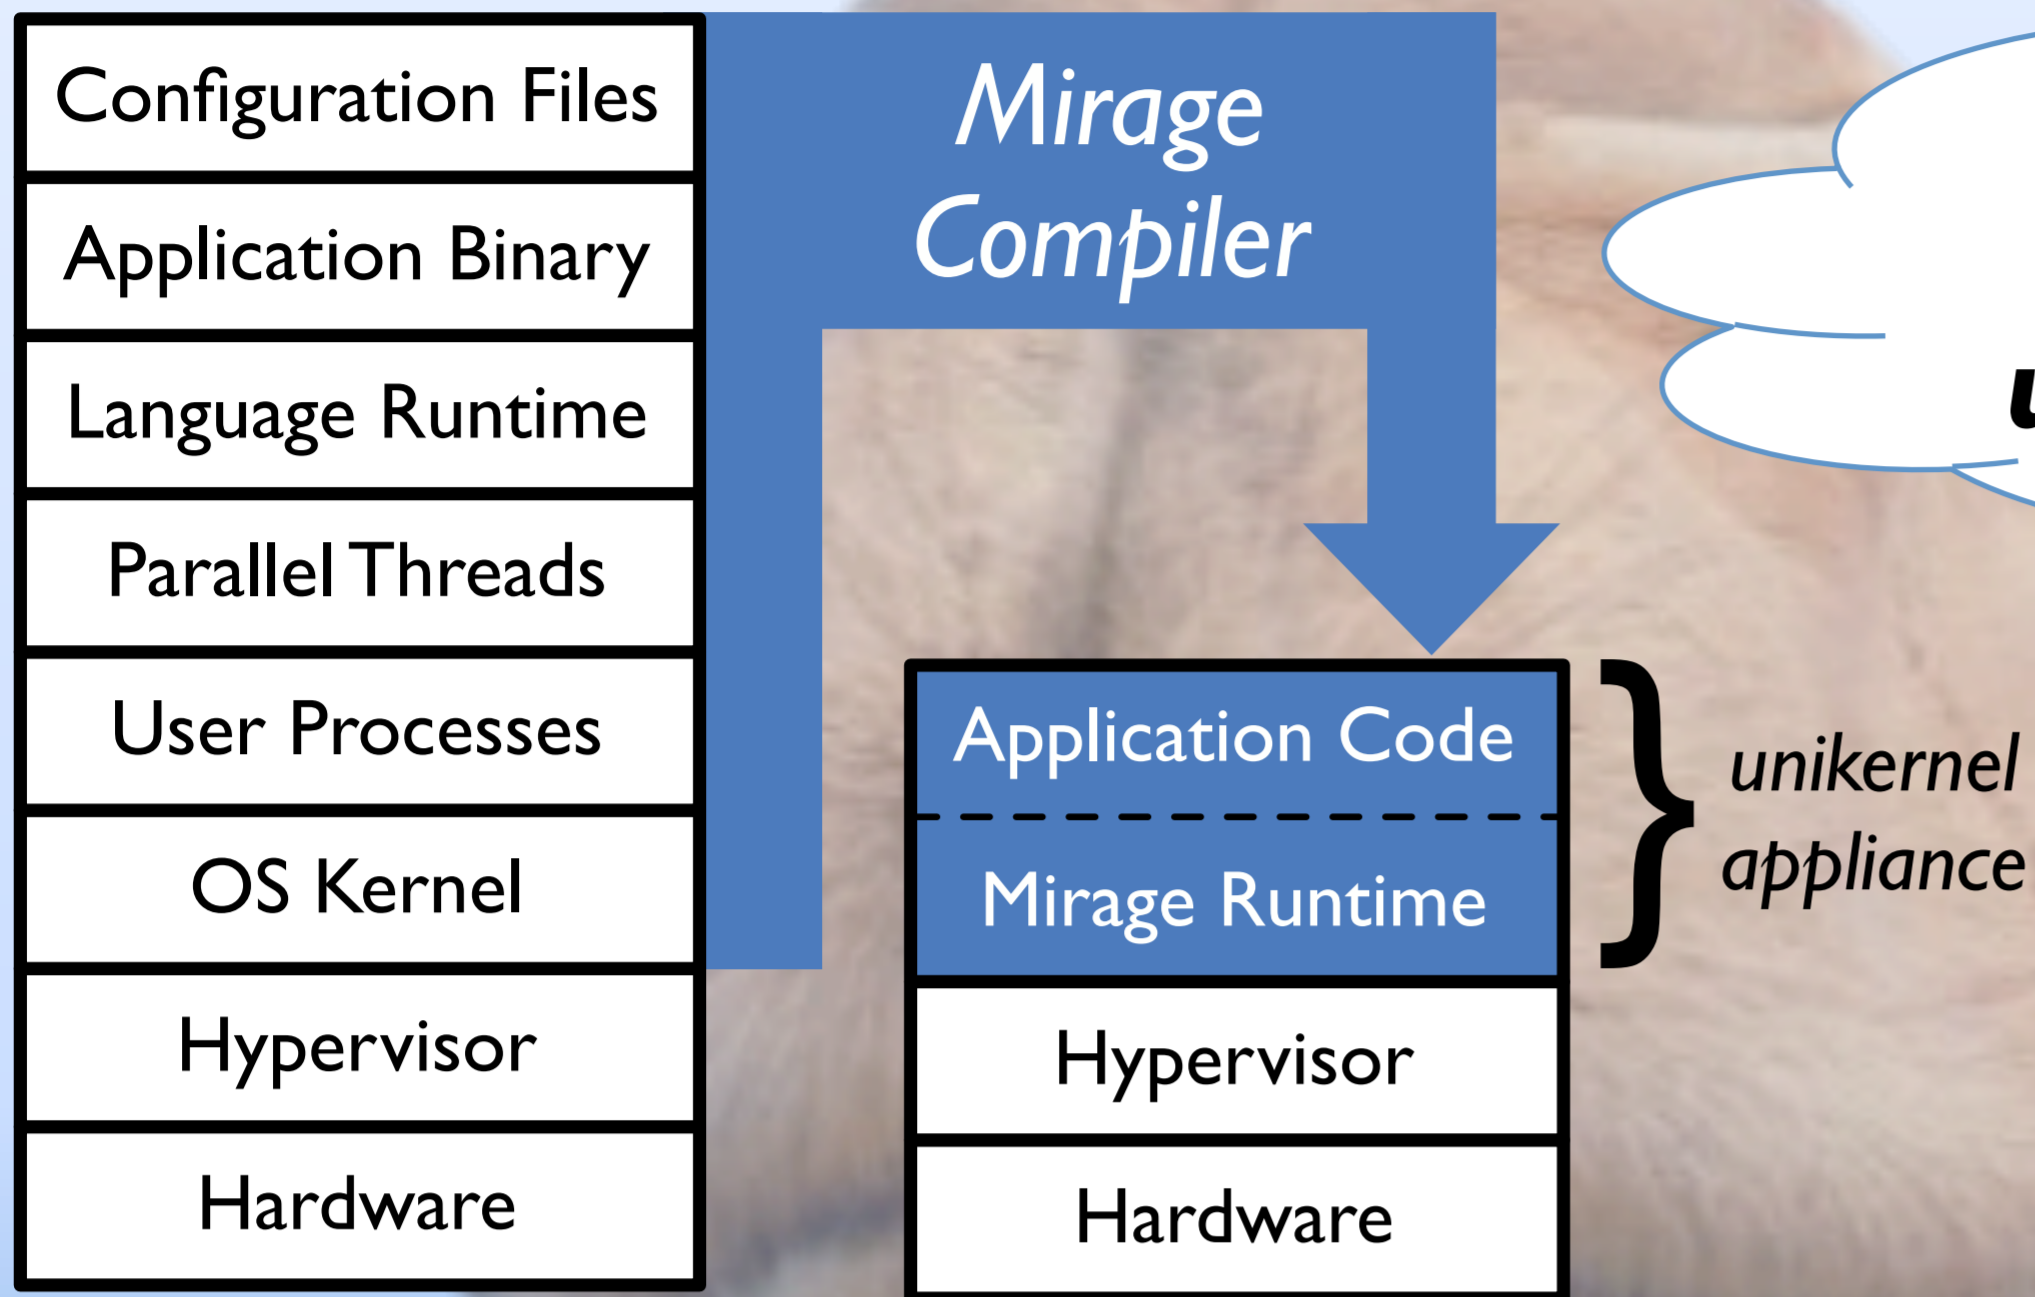 Configuration Files
Application Binary
Language Runtime
Parallel Threads
User Processes
OS Kernel
Hypervisor
Hardware
Mirage
Compiler
Application Code
Mirage Runtime
Hypervisor
Hardware
}
unikernel
appliance